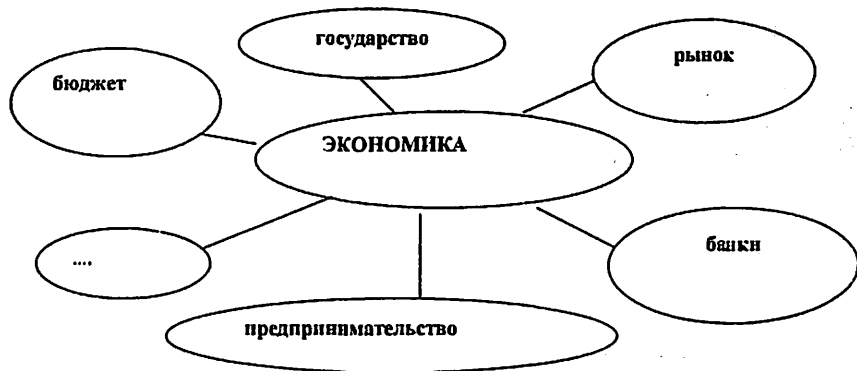 государство
рынок
бюджет
ЭКОНОМИКА
....
банки
предпринимательство